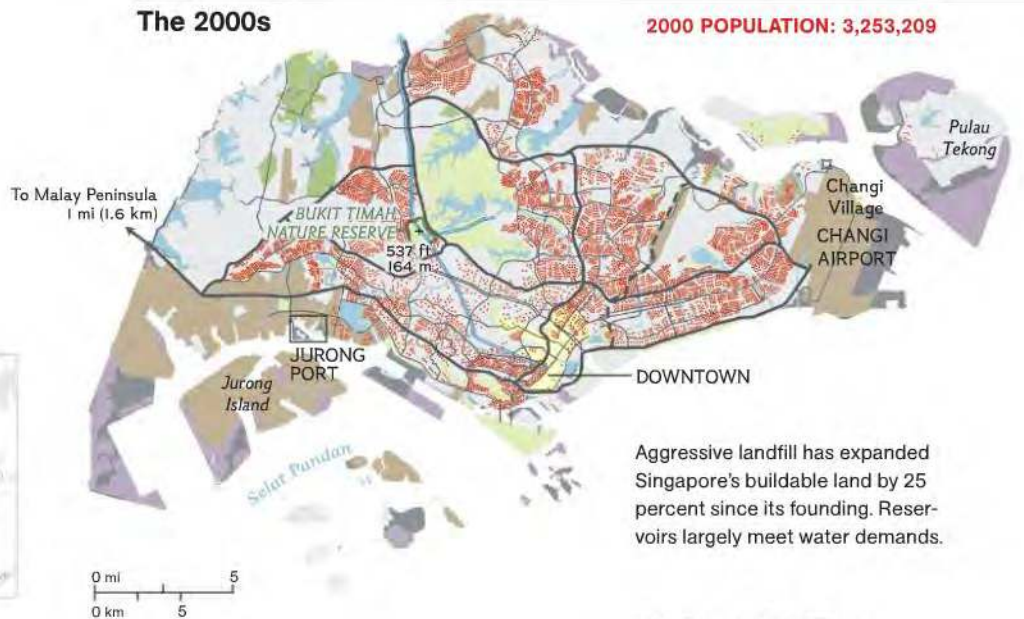 The 2000s
2000 POPULATION: 3,253,209
Pulau
Tekong
To Malay Peninsula
1 mi (1.6 km)
Changi
Village
BUKIT TIMAH
NATURE RESERVE
CHANGI
AIRPORT
537 ft
164 m
JURONG
PORT
DOWNTOWN
Jurong
Island
Selat Pandan
Aggressive landfill has expanded
Singapore's buildable land by 25
percent since its founding. Reser-
voirs largely meet water demands.
0 mi 5
0 km 5